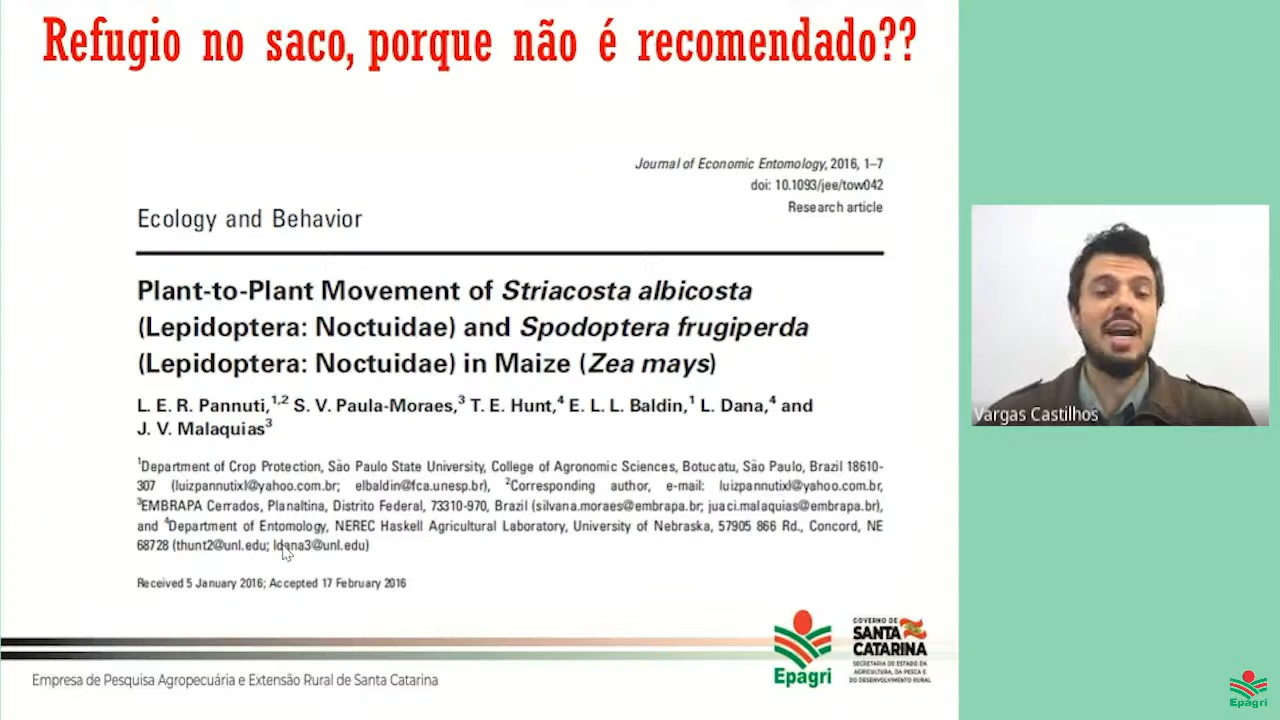 Refugio no saco, porque não é recomendado??
Journal of Economic Entomology, 2016, 1–7
doi: 10.1093/jee/tow042
Research article
Ecology and Behavior
Plant-to-Plant Movement of Striacosta albicosta
(Lepidoptera: Noctuidae) and Spodoptera frugiperda
(Lepidoptera: Noctuidae) in Maize (Zea mays)
L. E. R. Pannuti,1,2 S. V. Paula-Moraes,3 T. E. Hunt,4 E. L. L. Baldin,1 L. Dana,4 and
J. V. Malaquias3
1Department of Crop Protection, São Paulo State University, College of Agronomic Sciences, Botucatu, São Paulo, Brazil 18610-
307 (luizpannutixl@yahoo.com.br; elbaldin@fca.unesp.br), 2Corresponding author, e-mail: luizpannutixl@yahoo.com.br,
3EMBRAPA Cerrados, Planaltina, Distrito Federal, 73310-970, Brazil (silvana.moraes@embrapa.br; juaci.malaquias@embrapa.br),
and 4Department of Entomology, NEREC Haskell Agricultural Laboratory, University of Nebraska, 57905 866 Rd., Concord, NE
68728 (thunt2@unl.edu; ldana3@unl.edu)
Received 5 January 2016; Accepted 17 February 2016
Epagri
GOVERNO DE
SANTA
CATARINA
SECRETARIA DE ESTADO DA
AGRICULTURA, DA PESCA E
DO DESENVOLVIMENTO RURAL
Empresa de Pesquisa Agropecuária e Extensão Rural de Santa Catarina
Vargas Castilhos
Epagri